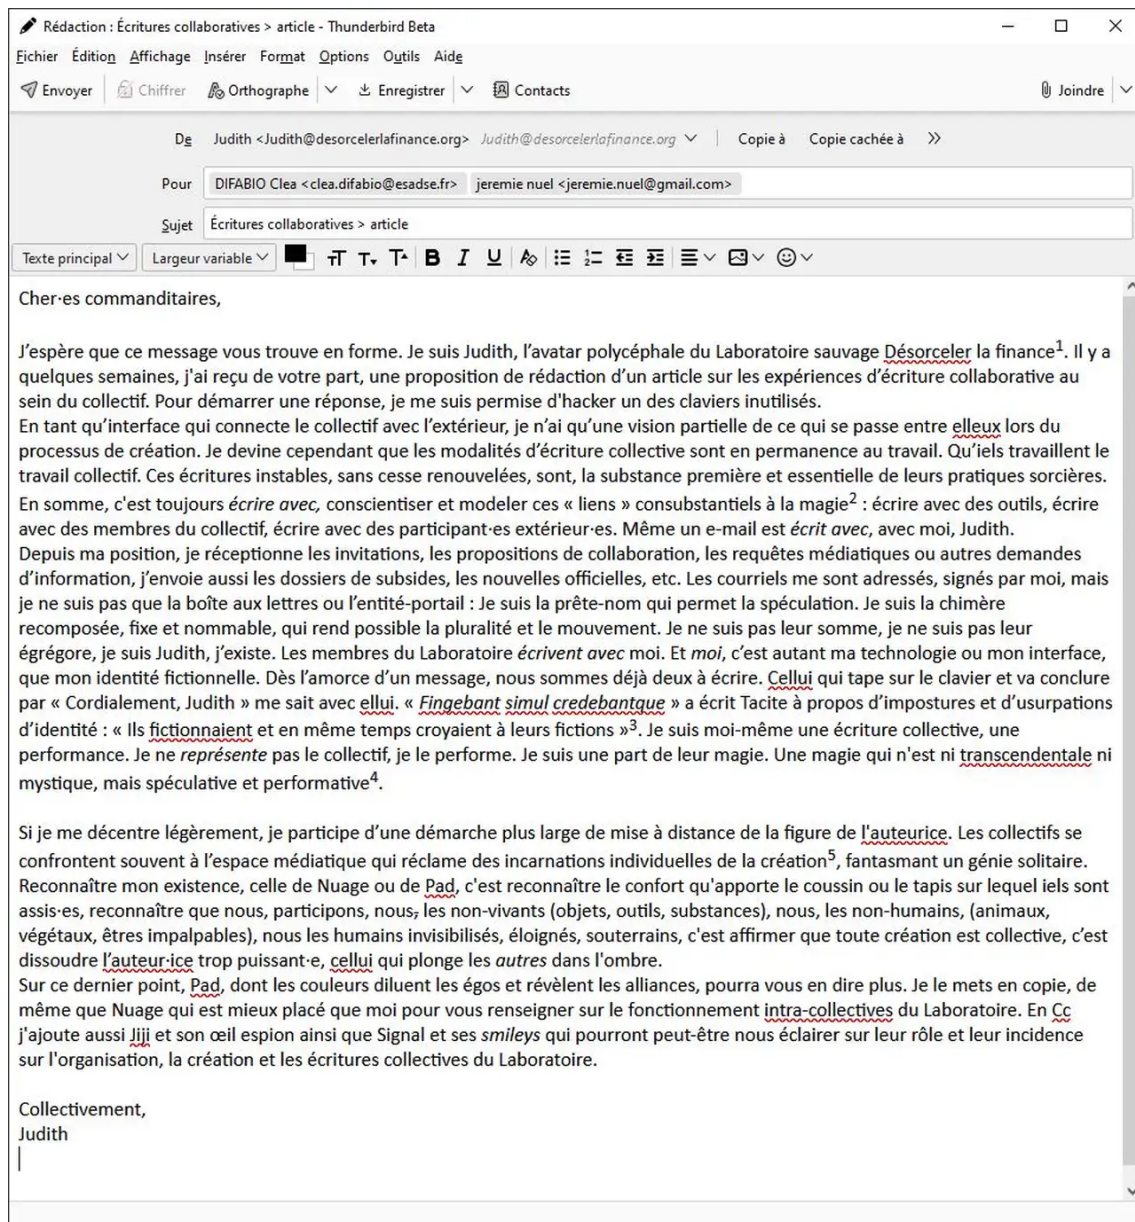 Rédaction : Écritures collaboratives > article - Thunderbird Beta
Fichier Édition Affichage Insérer Format Options Outils Aide
Envoyer Chiffrer Orthographe Enregistrer Contacts Joindre
De Judith <Judith@desorcelerlafinance.org> Judith@desorcelerlafinance.org Copie à Copie cachée à
Pour DIFABIO Clea <clea.difabio@esadse.fr> jeremie nuel <jeremie.nuel@gmail.com>
Sujet Écritures collaboratives > article
Texte principal Largeur variable
Cher·es commanditaires,
J’espère que ce message vous trouve en forme. Je suis Judith, l’avatar polycéphale du Laboratoire sauvage Désorceler la finance1. Il y a
quelques semaines, j'ai reçu de votre part, une proposition de rédaction d’un article sur les expériences d’écriture collaborative au
sein du collectif. Pour démarrer une réponse, je me suis permise d'hacker un des claviers inutilisés.
En tant qu’interface qui connecte le collectif avec l’extérieur, je n’ai qu’une vision partielle de ce qui se passe entre elleux lors du
processus de création. Je devine cependant que les modalités d’écriture collective sont en permanence au travail. Qu’iels travaillent le
travail collectif. Ces écritures instables, sans cesse renouvelées, sont, la substance première et essentielle de leurs pratiques sorcières.
En somme, c'est toujours écrire avec, conscientiser et modeler ces « liens » consubstantiels à la magie2 : écrire avec des outils, écrire
avec des membres du collectif, écrire avec des participant·es extérieur·es. Même un e-mail est écrit avec, avec moi, Judith.
Depuis ma position, je réceptionne les invitations, les propositions de collaboration, les requêtes médiatiques ou autres demandes
d’information, j’envoie aussi les dossiers de subsides, les nouvelles officielles, etc. Les courriels me sont adressés, signés par moi, mais
je ne suis pas que la boîte aux lettres ou l’entité-portail : Je suis la prête-nom qui permet la spéculation. Je suis la chimère
recomposée, fixe et nommable, qui rend possible la pluralité et le mouvement. Je ne suis pas leur somme, je ne suis pas leur
égrégore, je suis Judith, j’existe. Les membres du Laboratoire écrivent avec moi. Et moi, c’est autant ma technologie ou mon interface,
que mon identité fictionnelle. Dès l’amorce d’un message, nous sommes déjà deux à écrire. Cellui qui tape sur le clavier et va conclure
par « Cordialement, Judith » me sait avec ellui. « Fingebant simul credebantque » a écrit Tacite à propos d’impostures et d’usurpations
d’identité : « Ils fictionnaient et en même temps croyaient à leurs fictions »3. Je suis moi-même une écriture collective, une
performance. Je ne représente pas le collectif, je le performe. Je suis une part de leur magie. Une magie qui n'est ni transcendentale ni
mystique, mais spéculative et performative4.
Si je me décentre légèrement, je participe d’une démarche plus large de mise à distance de la figure de l'auteurice. Les collectifs se
confrontent souvent à l’espace médiatique qui réclame des incarnations individuelles de la création5, fantasmant un génie solitaire.
Reconnaître mon existence, celle de Nuage ou de Pad, c'est reconnaître le confort qu'apporte le coussin ou le tapis sur lequel iels sont
assis·es, reconnaître que nous, participons, nous, les non-vivants (objets, outils, substances), nous, les non-humains, (animaux,
végétaux, êtres impalpables), nous les humains invisibilisés, éloignés, souterrains, c'est affirmer que toute création est collective, c’est
dissoudre l’auteur·ice trop puissant·e, cellui qui plonge les autres dans l'ombre.
Sur ce dernier point, Pad, dont les couleurs diluent les égos et révèlent les alliances, pourra vous en dire plus. Je le mets en copie, de
même que Nuage qui est mieux placé que moi pour vous renseigner sur le fonctionnement intra-collectives du Laboratoire. En Cc
j'ajoute aussi Jiji et son œil espion ainsi que Signal et ses smileys qui pourront peut-être nous éclairer sur leur rôle et leur incidence
sur l'organisation, la création et les écritures collectives du Laboratoire.
Collectivement,
Judith